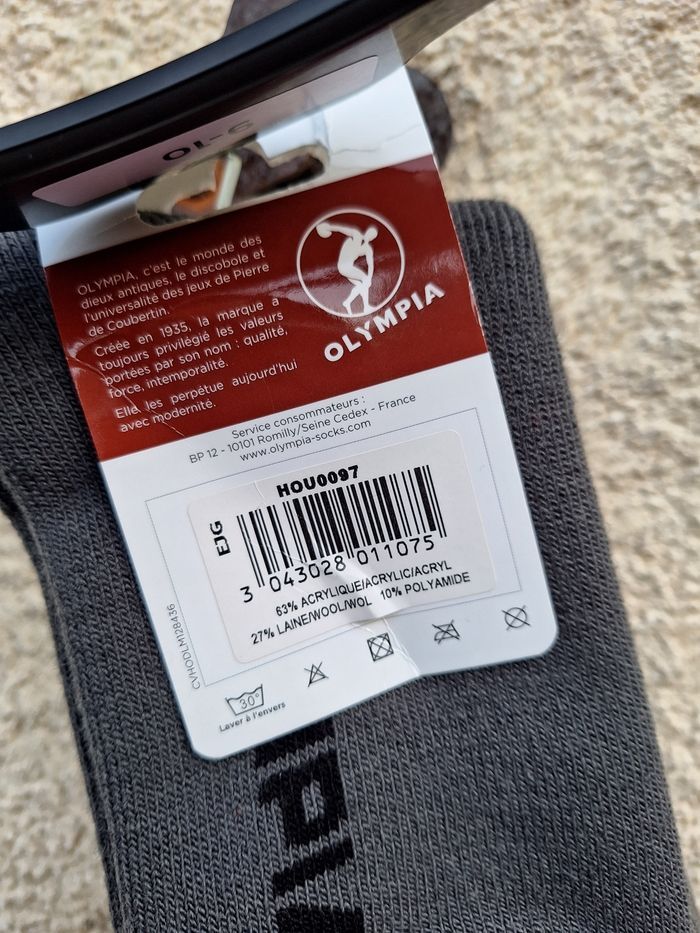 9-10
OLYMPIA, c'est le monde des
dieux antiques, le discobole et
l'universalité des jeux de Pierre
de Coubertin.
Créée en 1935, la marque a
toujours privilégié les valeurs
portées par son nom : qualité,
force, intemporalité.
Elle les perpétue aujourd'hui
avec modernité.
OLYMPIA
Service consommateurs :
BP 12 - 10101 Romilly/Seine Cedex - France
www.olympia-socks.com
HOU0097
EJG
3 043028 011075
63% ACRYLIQUE/ACRYLIC/ACRYL
27% LAINE/WOOL/WOL 10% POLYAMIDE
CVHODLM128436
30°
Laver à l'envers